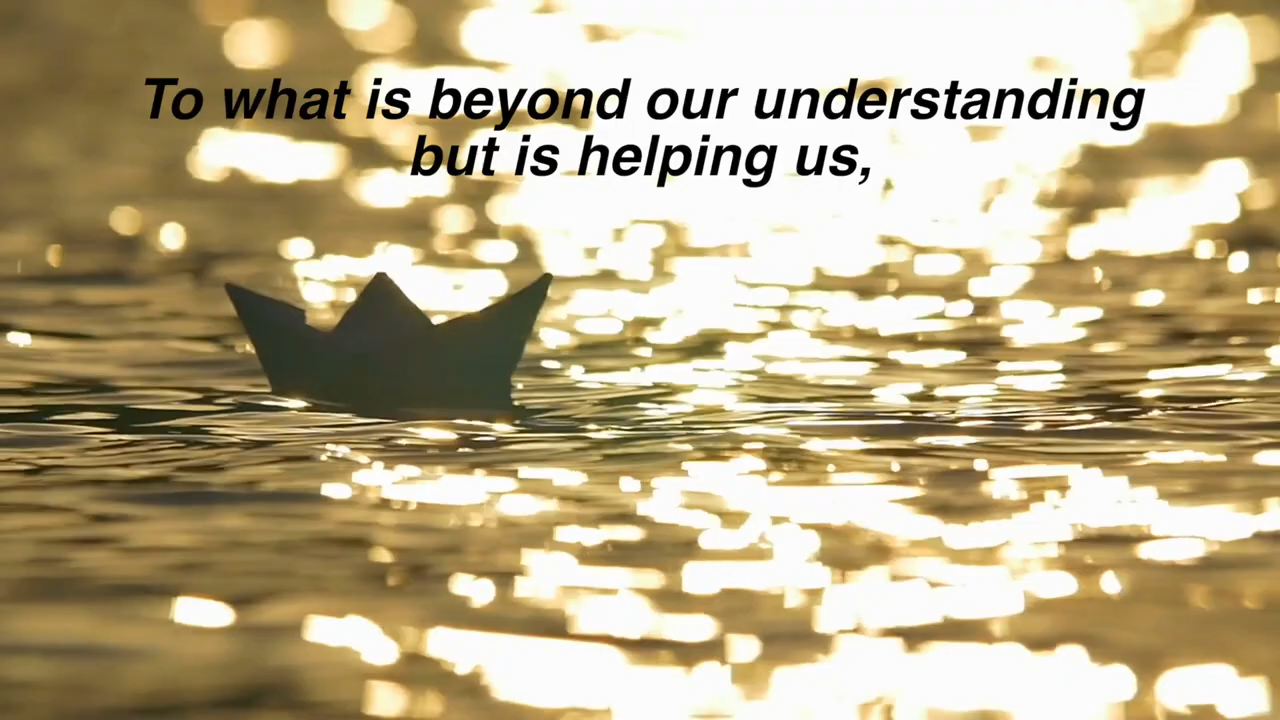 To what is beyond our understanding
but is helping us,